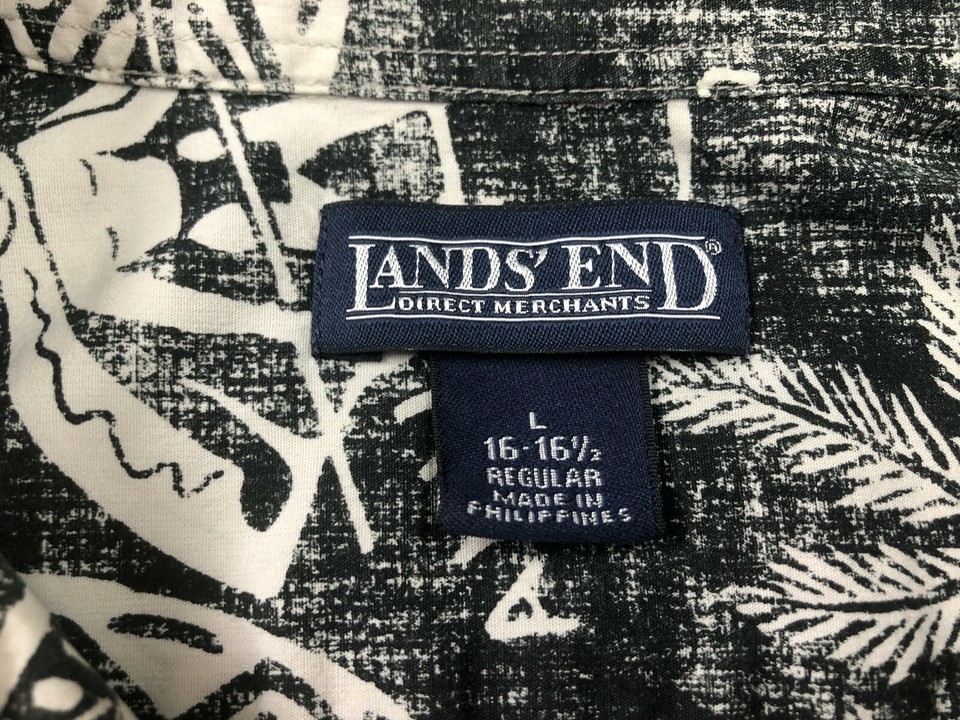 LANDS' END®
DIRECT MERCHANTS
L
16-16½
REGULAR
MADE IN
PHILIPPINES